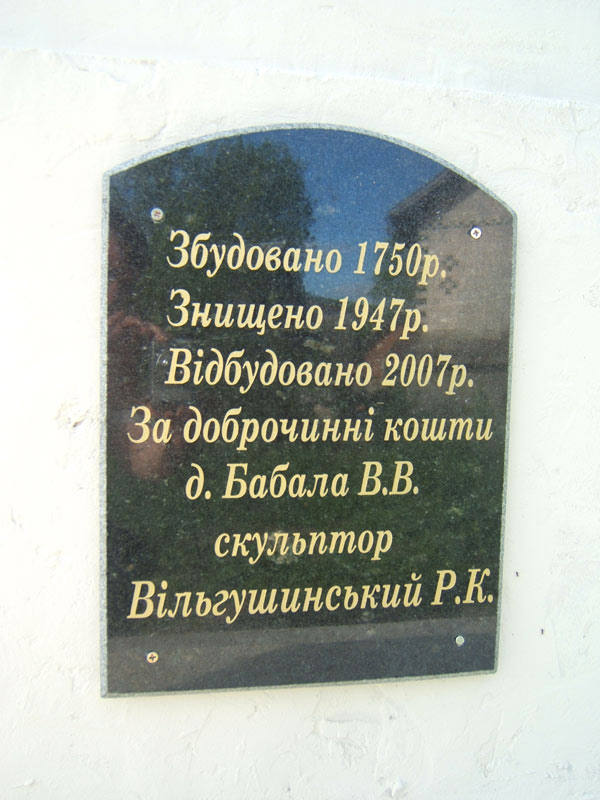 Збудовано 1750р.
Знищено 1947р.
Відбудовано 2007р.
За доброчинні кошти
д. Бабала В.В.
скульптор
Вільгушинський Р.К.